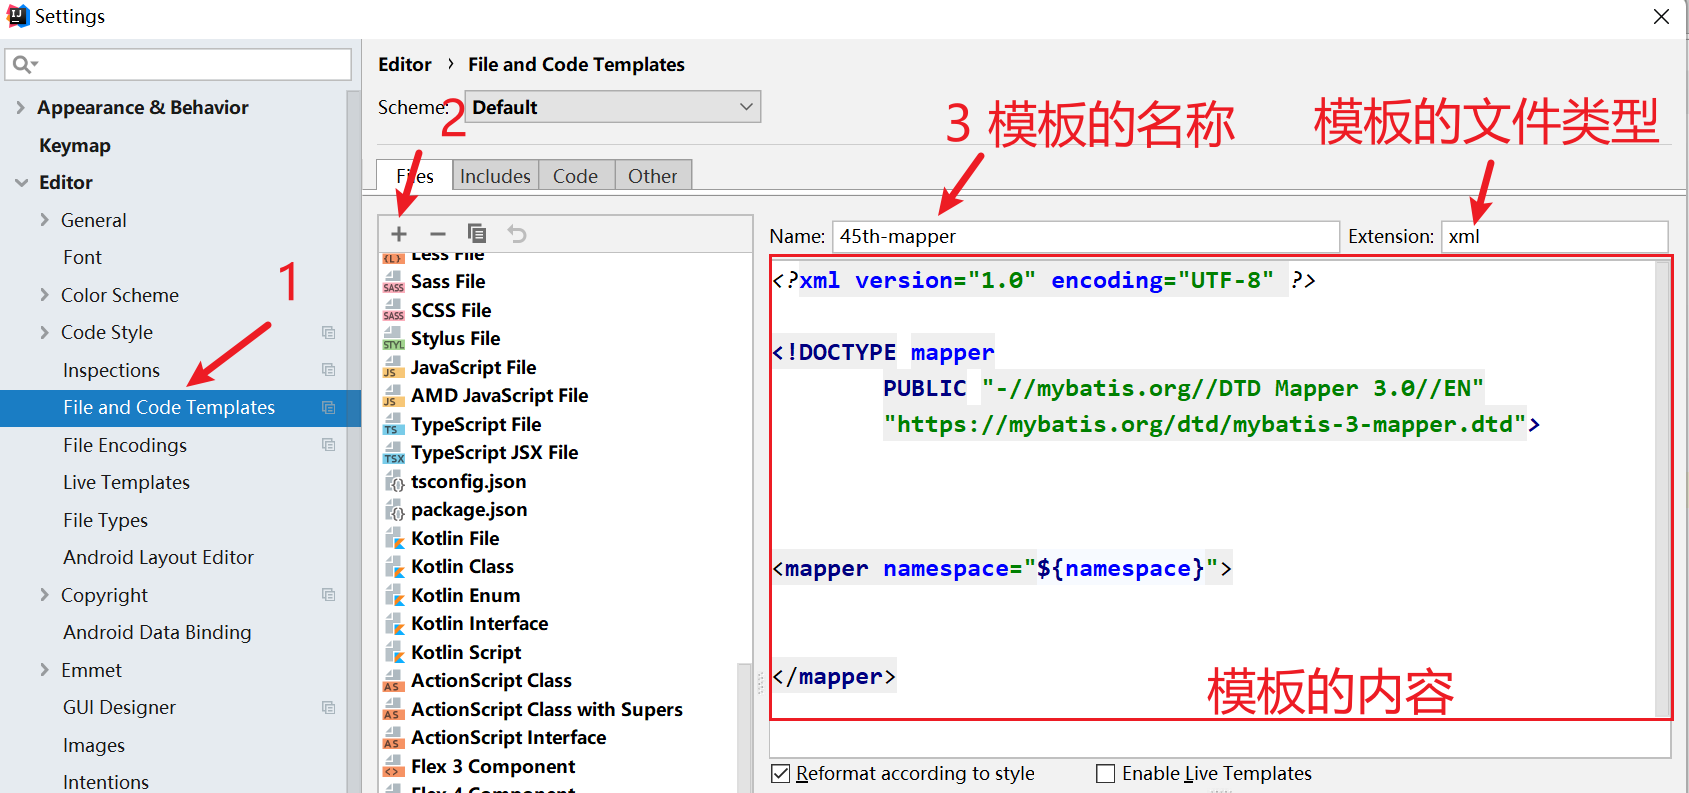 Settings
Appearance & Behavior
Keymap
Editor
General
Font
Color Scheme
Code Style
Inspections
File and Code Templates
File Encodings
Live Templates
File Types
Android Layout Editor
Copyright
Android Data Binding
Emmet
GUI Designer
Images
Intentions
1
Editor › File and Code Templates
Scheme: Default
2
3 模板的名称
模板的文件类型
Files Includes Code Other
Less File
Sass File
SCSS File
Stylus File
JavaScript File
AMD JavaScript File
TypeScript File
TypeScript JSX File
tsconfig.json
package.json
Kotlin File
Kotlin Class
Kotlin Enum
Kotlin Interface
Kotlin Script
ActionScript Class
ActionScript Class with Supers
ActionScript Interface
Flex 3 Component
Flex 4 Component
Name: 45th-mapper Extension: xml
<?xml version="1.0" encoding="UTF-8" ?>
<!DOCTYPE mapper
PUBLIC "-//mybatis.org//DTD Mapper 3.0//EN"
"https://mybatis.org/dtd/mybatis-3-mapper.dtd">
<mapper namespace="${namespace}">
</mapper>
模板的内容
Reformat according to style Enable Live Templates